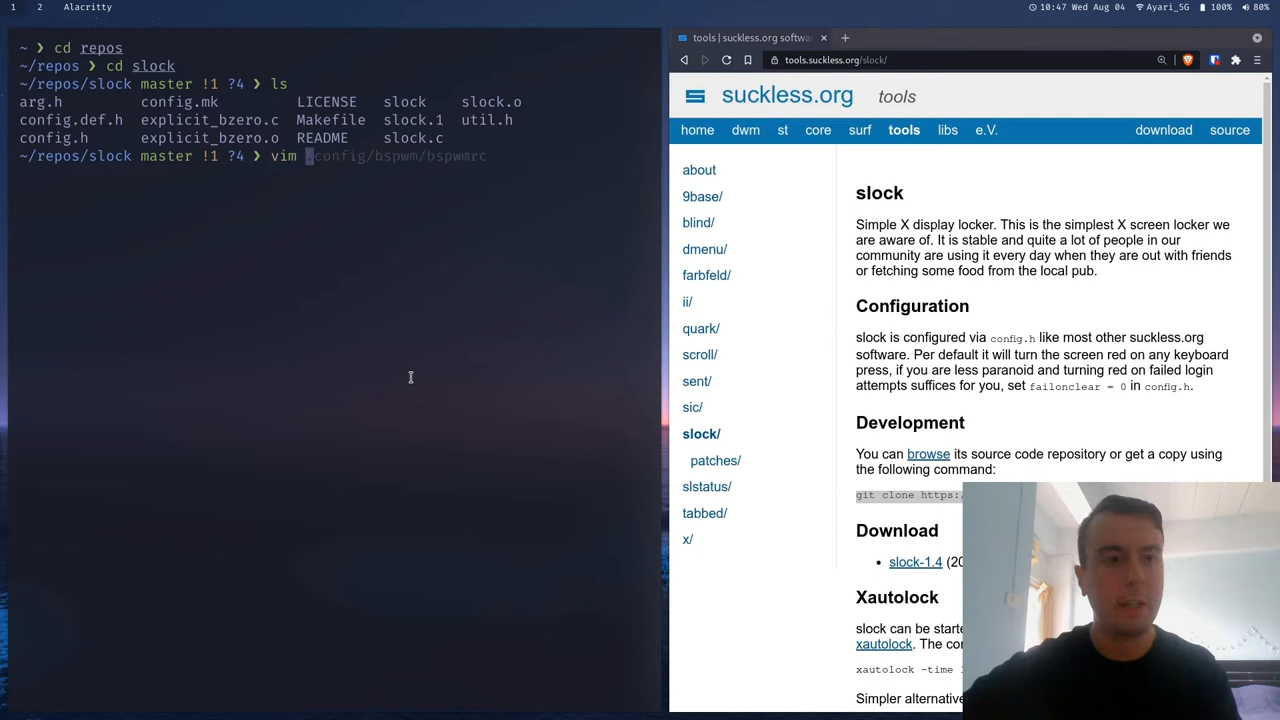 1 2 Alacritty
10:47 Wed Aug 04 Ayari_5G 100% 80%
~ ❯ cd repos
~/repos ❯ cd slock
~/repos/slock master !1 ?4 ❯ ls
arg.h config.mk LICENSE slock slock.o
config.def.h explicit_bzero.c Makefile slock.1 util.h
config.h explicit_bzero.o README slock.c
~/repos/slock master !1 ?4 ❯ vim .config/bspwm/bspwmrc
tools | suckless.org softwa
tools.suckless.org/slock/
suckless.org tools
home dwm st core surf tools libs e.V. download source
about
9base/
blind/
dmenu/
farbfeld/
ii/
quark/
scroll/
sent/
sic/
slock/
patches/
slstatus/
tabbed/
x/
slock
Simple X display locker. This is the simplest X screen locker we
are aware of. It is stable and quite a lot of people in our
community are using it every day when they are out with friends
or fetching some food from the local pub.
Configuration
slock is configured via config.h like most other suckless.org
software. Per default it will turn the screen red on any keyboard
press, if you are less paranoid and turning red on failed login
attempts suffices for you, set failonclear = 0 in config.h.
Development
You can browse its source code repository or get a copy using
the following command:
git clone https:/
Download
• slock-1.4 (20
Xautolock
slock can be starte
xautolock. The co
xautolock -time
Simpler alternative